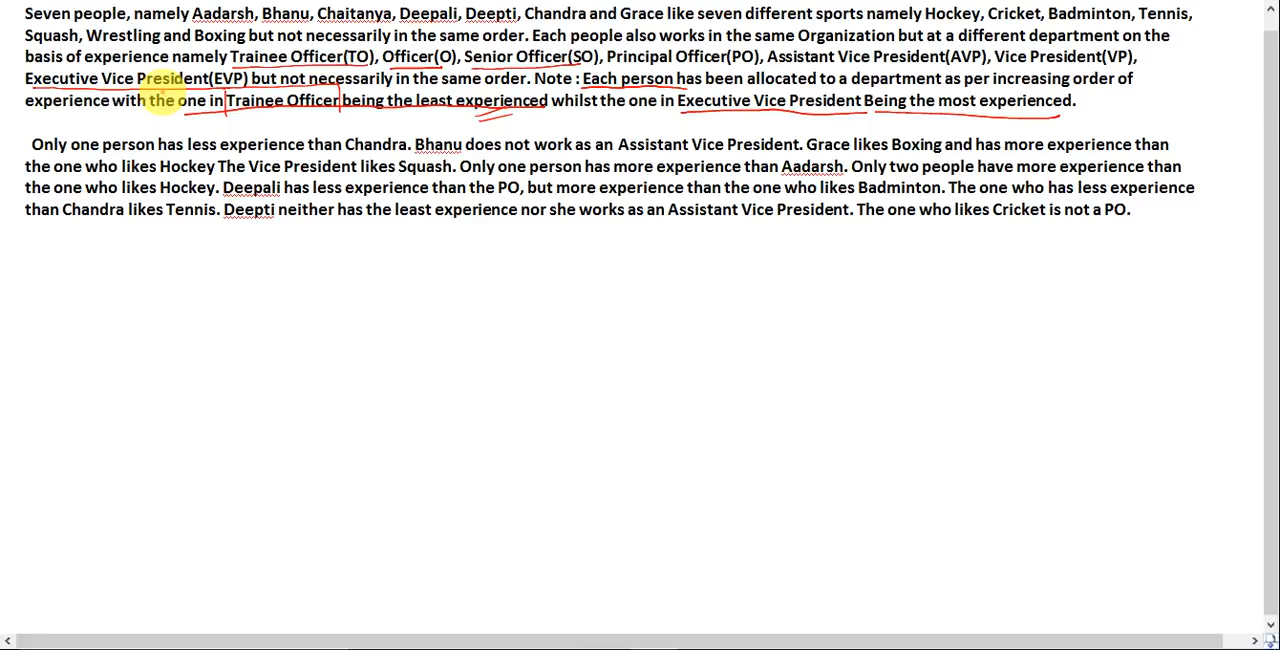 Seven people, namely Aadarsh, Bhanu, Chaitanya, Deepali, Deepti, Chandra and Grace like seven different sports namely Hockey, Cricket, Badminton, Tennis,
Squash, Wrestling and Boxing but not necessarily in the same order. Each people also works in the same Organization but at a different department on the
basis of experience namely Trainee Officer(TO), Officer(O), Senior Officer(SO), Principal Officer(PO), Assistant Vice President(AVP), Vice President(VP),
Executive Vice President(EVP) but not necessarily in the same order. Note : Each person has been allocated to a department as per increasing order of
experience with the one in Trainee Officer being the least experienced whilst the one in Executive Vice President Being the most experienced.
Only one person has less experience than Chandra. Bhanu does not work as an Assistant Vice President. Grace likes Boxing and has more experience than
the one who likes Hockey The Vice President likes Squash. Only one person has more experience than Aadarsh. Only two people have more experience than
the one who likes Hockey. Deepali has less experience than the PO, but more experience than the one who likes Badminton. The one who has less experience
than Chandra likes Tennis. Deepti neither has the least experience nor she works as an Assistant Vice President. The one who likes Cricket is not a PO.